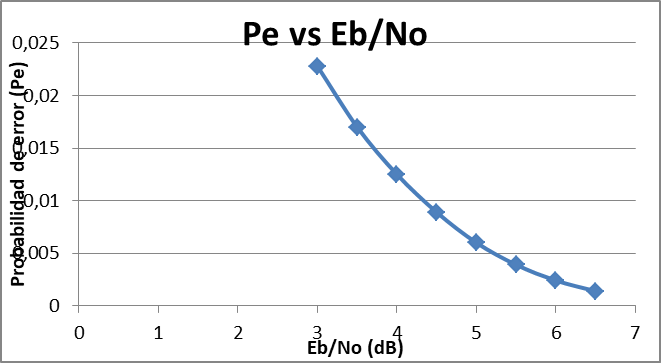 Pe vs Eb/No
Probabilidad de error (Pe)
0,025
0,02
0,015
0,01
0,005
0
0 1 2 3 4 5 6 7
Eb/No (dB)